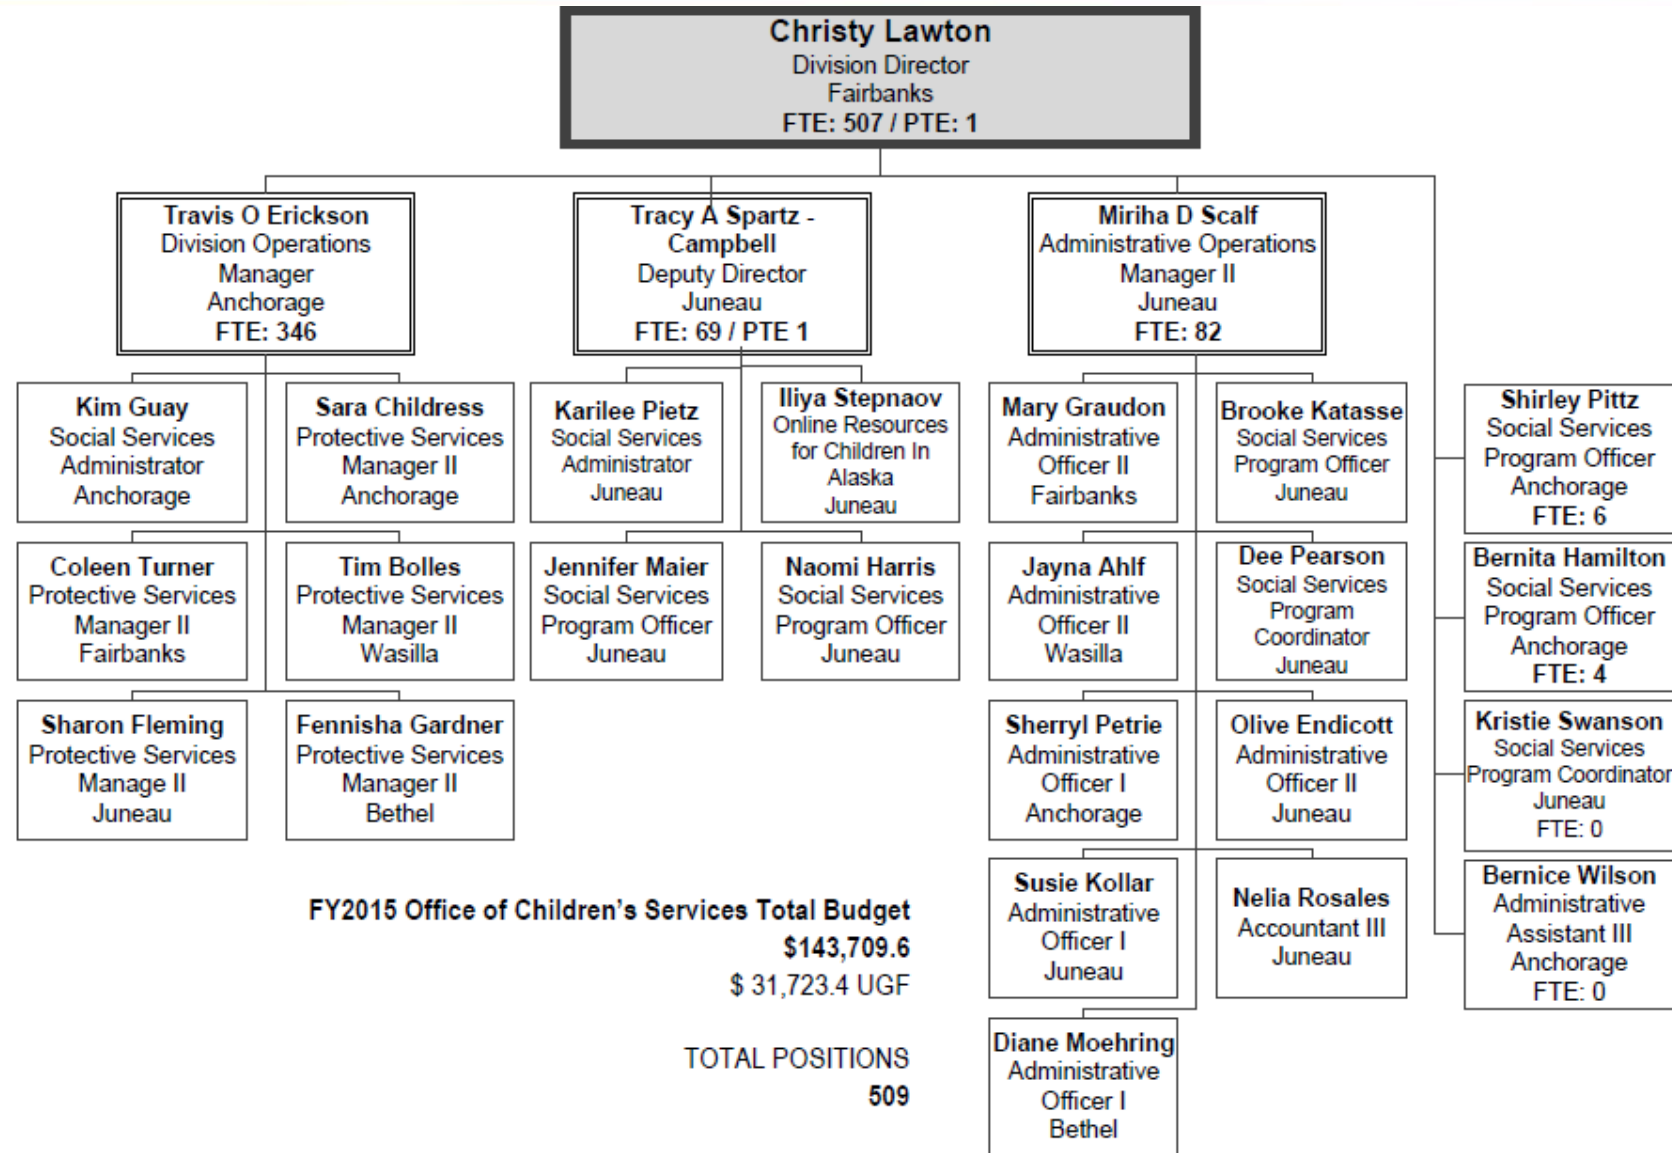 Christy Lawton
Division Director
Fairbanks
FTE: 507 / PTE: 1
Travis O Erickson
Division Operations
Manager
Anchorage
FTE: 346
Tracy A Spartz -
Campbell
Deputy Director
Juneau
FTE: 69 / PTE 1
Miriha D Scalf
Administrative Operations
Manager II
Juneau
FTE: 82
Kim Guay
Social Services
Administrator
Anchorage
Sara Childress
Protective Services
Manager II
Anchorage
Karilee Pietz
Social Services
Administrator
Juneau
Iliya Stepnaov
Online Resources
for Children In
Alaska
Juneau
Mary Graudon
Administrative
Officer II
Fairbanks
Brooke Katasse
Social Services
Program Officer
Juneau
Shirley Pittz
Social Services
Program Officer
Anchorage
FTE: 6
Coleen Turner
Protective Services
Manager II
Fairbanks
Tim Bolles
Protective Services
Manager II
Wasilla
Jennifer Maier
Social Services
Program Officer
Juneau
Naomi Harris
Social Services
Program Officer
Juneau
Jayna Ahlf
Administrative
Officer II
Wasilla
Dee Pearson
Social Services
Program
Coordinator
Juneau
Bernita Hamilton
Social Services
Program Officer
Anchorage
FTE: 4
Sharon Fleming
Protective Services
Manage II
Juneau
Fennisha Gardner
Protective Services
Manager II
Bethel
Sherryl Petrie
Administrative
Officer I
Anchorage
Olive Endicott
Administrative
Officer II
Juneau
Kristie Swanson
Social Services
Program Coordinator
Juneau
FTE: 0
Susie Kollar
Administrative
Officer I
Juneau
Nelia Rosales
Accountant III
Juneau
Bernice Wilson
Administrative
Assistant III
Anchorage
FTE: 0
FY2015 Office of Children's Services Total Budget
$143,709.6
$ 31,723.4 UGF
TOTAL POSITIONS
509
Diane Moehring
Administrative
Officer I
Bethel